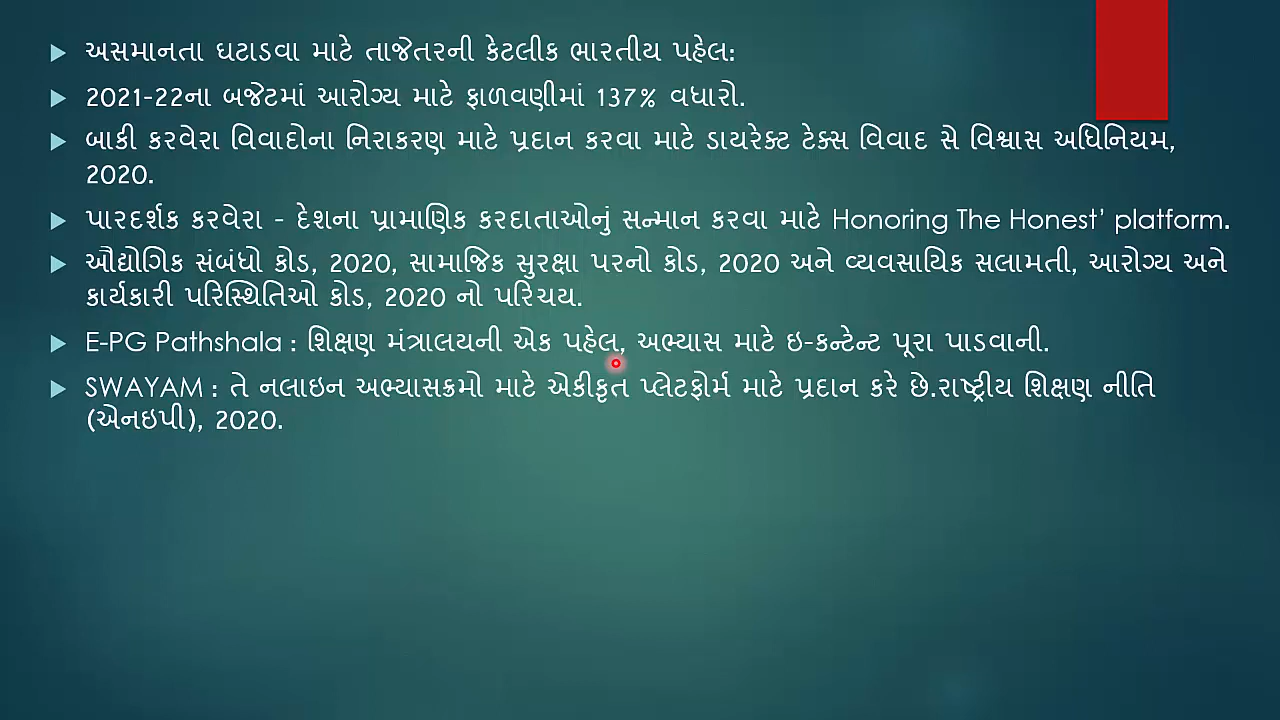 અસમાનતા ઘટાડવા માટે તાજેતરની કેટલીક ભારતીય પહેલ:
2021-22ના બજેટમાં આરોગ્ય માટે ફાળવણીમાં 137% વધારો.
બાકી કરવેરા વિવાદોના નિરાકરણ માટે પ્રદાન કરવા માટે ડાયરેક્ટ ટેક્સ વિવાદ સે વિશ્વાસ અધિનિયમ,
2020.
પારદર્શક કરવેરા - દેશના પ્રામાણિક કરદાતાઓનું સન્માન કરવા માટે Honoring The Honest’ platform.
ઔદ્યોગિક સંબંધો કોડ, 2020, સામાજિક સુરક્ષા પરનો કોડ, 2020 અને વ્યવસાયિક સલામતી, આરોગ્ય અને
કાર્યકારી પરિસ્થિતિઓ કોડ, 2020 નો પરિચય.
E-PG Pathshala : શિક્ષણ મંત્રાલયની એક પહેલ, અભ્યાસ માટે ઇ-કન્ટેન્ટ પૂરા પાડવાની.
SWAYAM : તે નલાઇન અભ્યાસક્રમો માટે એકીકૃત પ્લેટફોર્મ માટે પ્રદાન કરે છે.રાષ્ટ્રીય શિક્ષણ નીતિ
(એનઇપી), 2020.